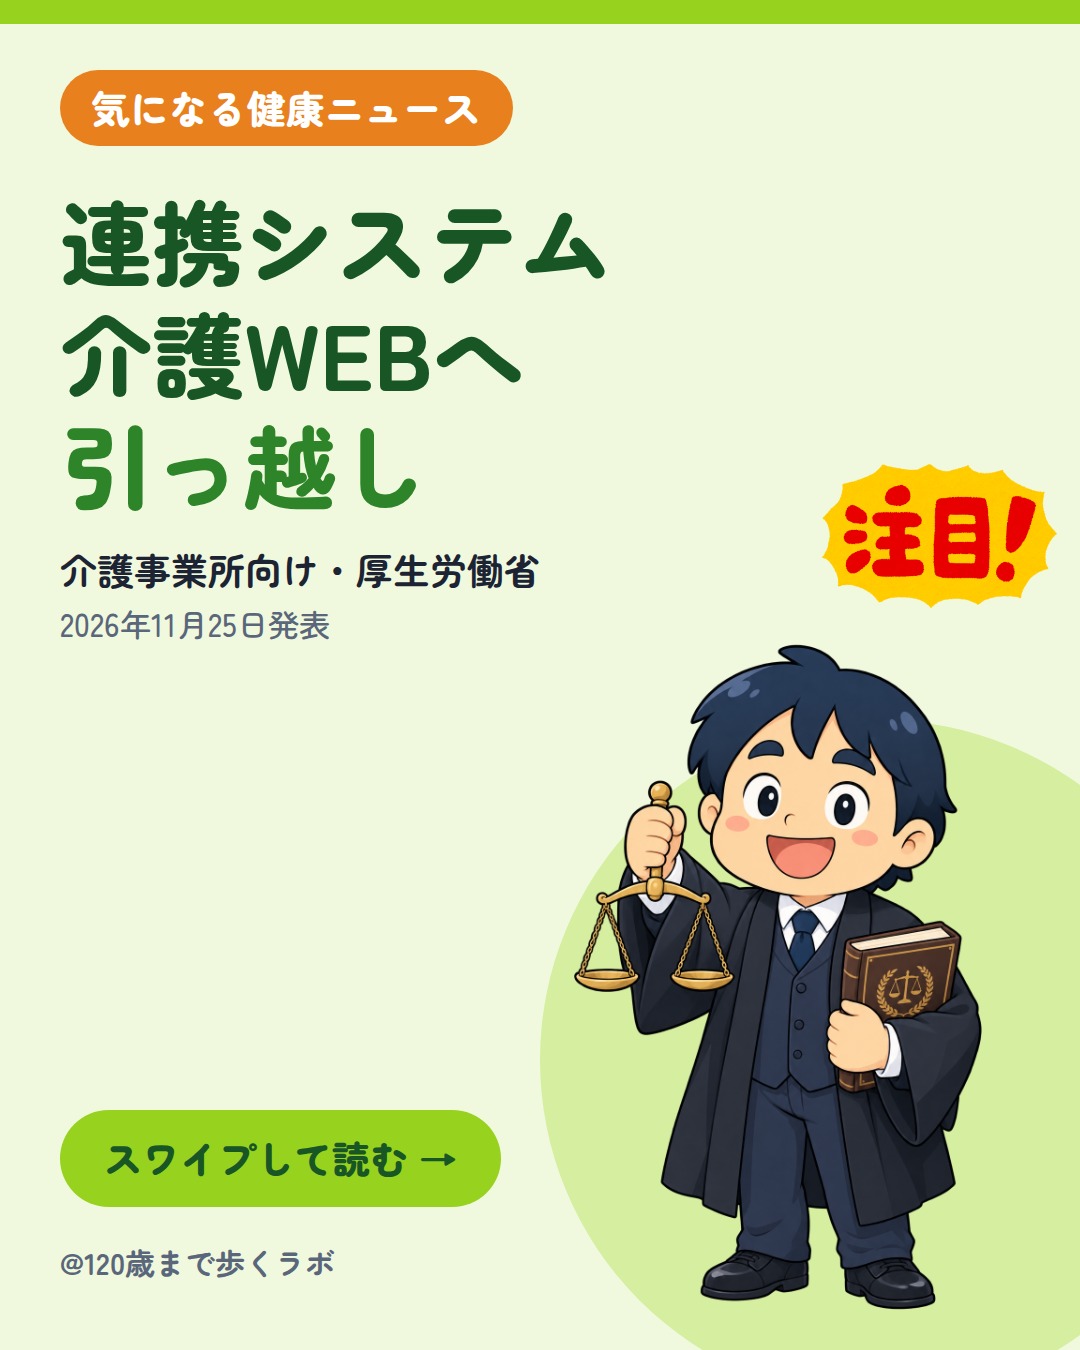 気になる健康ニュース
連携システム
介護WEBへ
引っ越し
注目!
介護事業所向け・厚生労働省
2026年11月25日発表
スワイプして読む →
@120歳まで歩くラボ